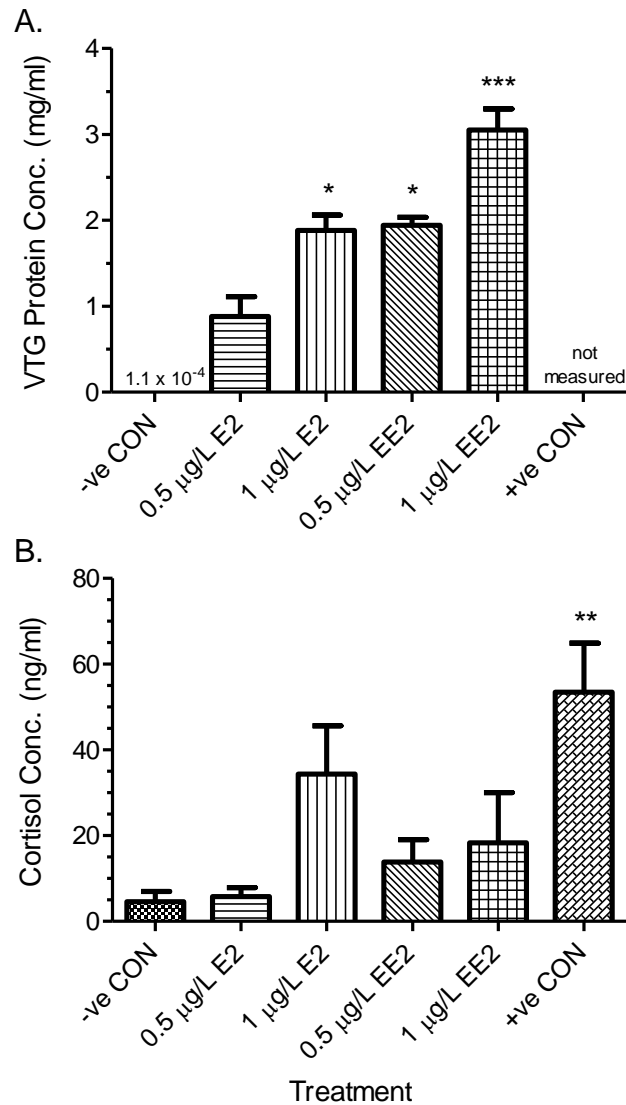 A.
VTG Protein Conc. (mg/ml)
4
3
2
1
0
1.1 x 10⁻⁴
*
*
***
not
measured
-ve CON
0.5 µg/L E2
1 µg/L E2
0.5 µg/L EE2
1 µg/L EE2
+ve CON
B.
Cortisol Conc. (ng/ml)
80
60
40
20
0
**
-ve CON
0.5 µg/L E2
1 µg/L E2
0.5 µg/L EE2
1 µg/L EE2
+ve CON
Treatment